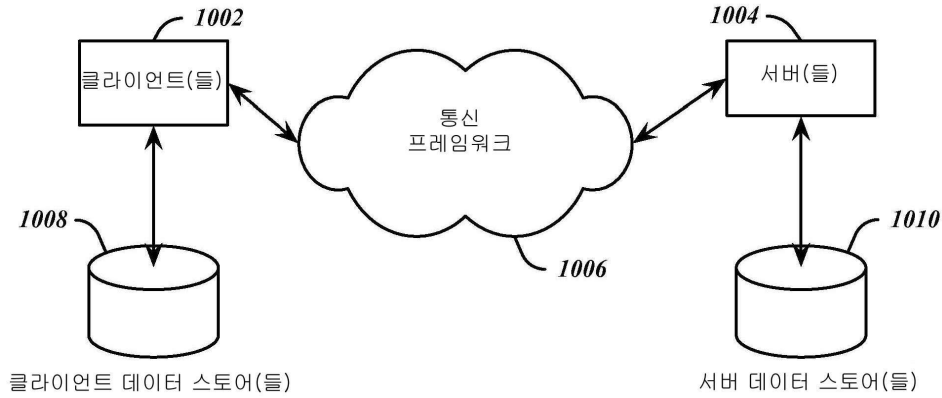 1002
1004
클라이언트(들)
서버(들)
통신
프레임워크
1008
1010
1006
클라이언트 데이터 스토어(들)
서버 데이터 스토어(들)